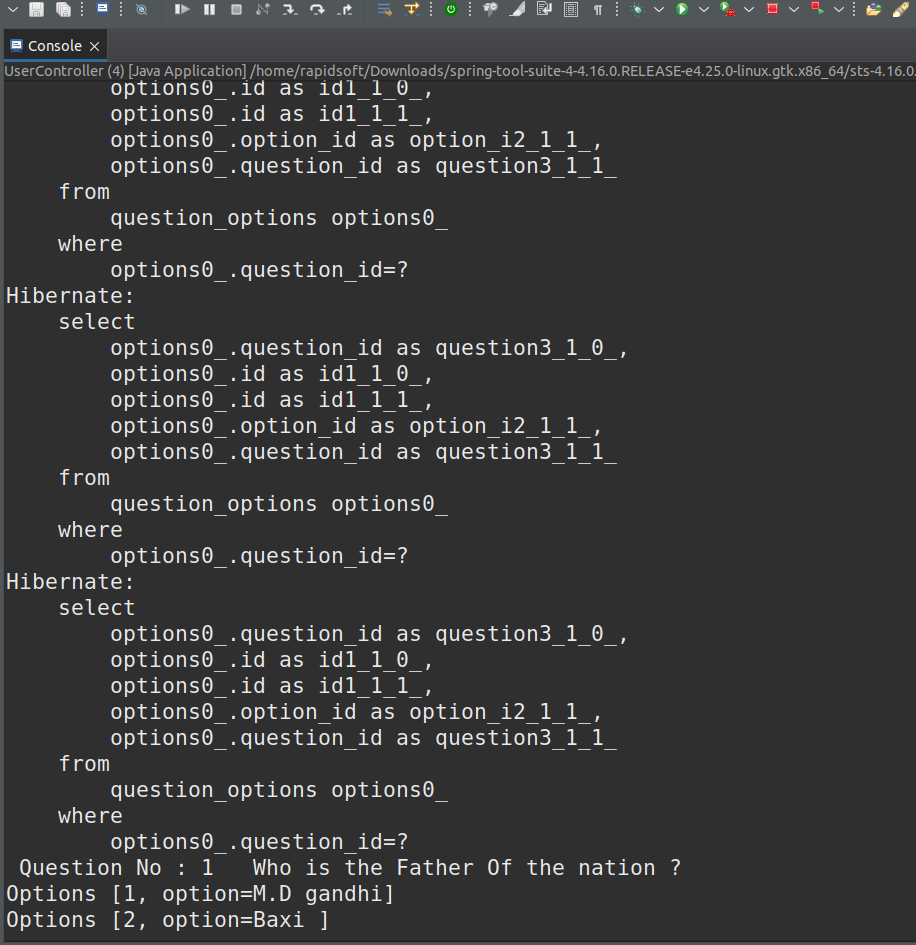 Console
UserController (4) [Java Application] /home/rapidsoft/Downloads/spring-tool-suite-4-4.16.0.RELEASE-e4.25.0-linux.gtk.x86_64/sts-4.16.0.
        options0_.id as id1_1_0_,
        options0_.id as id1_1_1_,
        options0_.option_id as option_i2_1_1_,
        options0_.question_id as question3_1_1_
    from
        question_options options0_
    where
        options0_.question_id=?
Hibernate:
    select
        options0_.question_id as question3_1_0_,
        options0_.id as id1_1_0_,
        options0_.id as id1_1_1_,
        options0_.option_id as option_i2_1_1_,
        options0_.question_id as question3_1_1_
    from
        question_options options0_
    where
        options0_.question_id=?
Hibernate:
    select
        options0_.question_id as question3_1_0_,
        options0_.id as id1_1_0_,
        options0_.id as id1_1_1_,
        options0_.option_id as option_i2_1_1_,
        options0_.question_id as question3_1_1_
    from
        question_options options0_
    where
        options0_.question_id=?
 Question No : 1   Who is the Father Of the nation ?
Options [1, option=M.D gandhi]
Options [2, option=Baxi ]